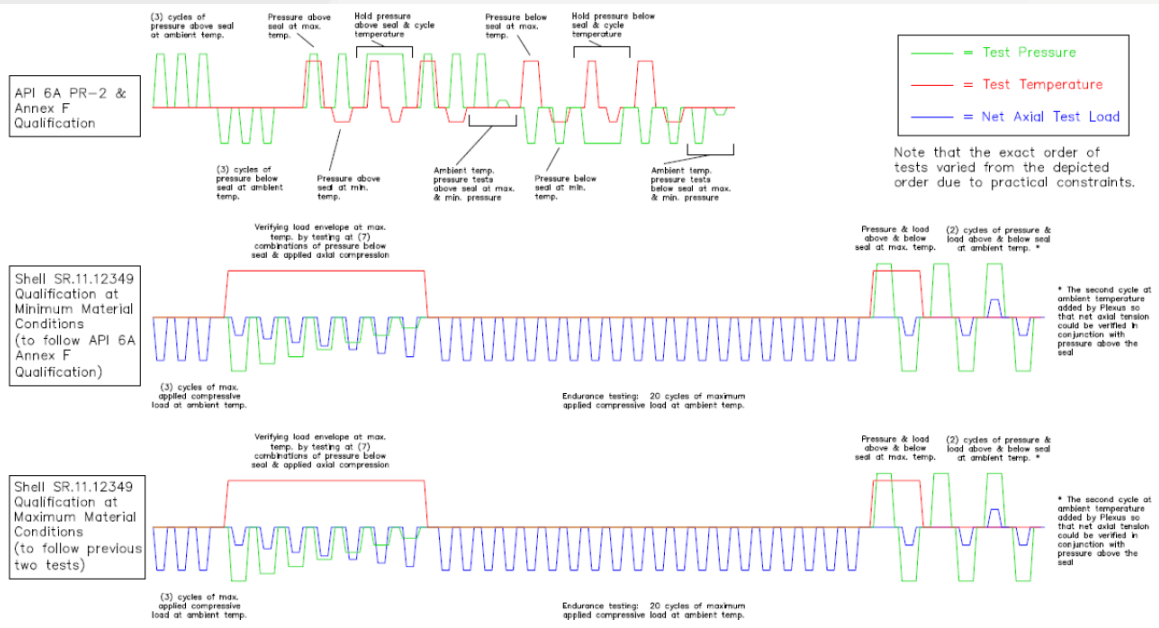 (3) cycles of
pressure above seal
at ambient temp.
Pressure above
seal at max.
temp.
Hold pressure
above seal & cycle
temperature
Pressure below
seal at max.
temp.
Hold pressure below
seal & cycle
temperature
API 6A PR-2 &
Annex F
Qualification
(3) cycles of
pressure below
seal at ambient
temp.
Pressure above
seal at min.
temp.
Ambient temp.
pressure tests
above seal at max.
& min. pressure
Pressure below
seal at min.
temp.
Ambient temp.
pressure tests
below seal at max.
& min. pressure
= Test Pressure
= Test Temperature
= Net Axial Test Load
Note that the exact order of
tests varied from the depicted
order due to practical constraints.
Verifying load envelope at max.
temp. by testing at (7)
combinations of pressure below
seal & applied axial compression
Pressure & load
above & below
seal at max. temp.
(2) cycles of pressure &
load above & below seal
at ambient temp. *
Shell SR.11.12349
Qualification at
Minimum Material
Conditions
(to follow API 6A
Annex F
Qualification)
* The second cycle at
ambient temperature
added by Plexus so
that net axial tension
could be verified in
conjunction with
pressure above the
seal
(3) cycles of max.
applied compressive
load at ambient temp.
Endurance testing: 20 cycles of maximum
applied compressive load at ambient temp.
Verifying load envelope at max.
temp. by testing at (7)
combinations of pressure below
seal & applied axial compression
Pressure & load
above & below
seal at max. temp.
(2) cycles of pressure &
load above & below seal
at ambient temp. *
Shell SR.11.12349
Qualification at
Maximum Material
Conditions
(to follow previous
two tests)
* The second cycle at
ambient temperature
added by Plexus so
that net axial tension
could be verified in
conjunction with
pressure above the
seal
(3) cycles of max.
applied compressive
load at ambient temp.
Endurance testing: 20 cycles of maximum
applied compressive load at ambient temp.